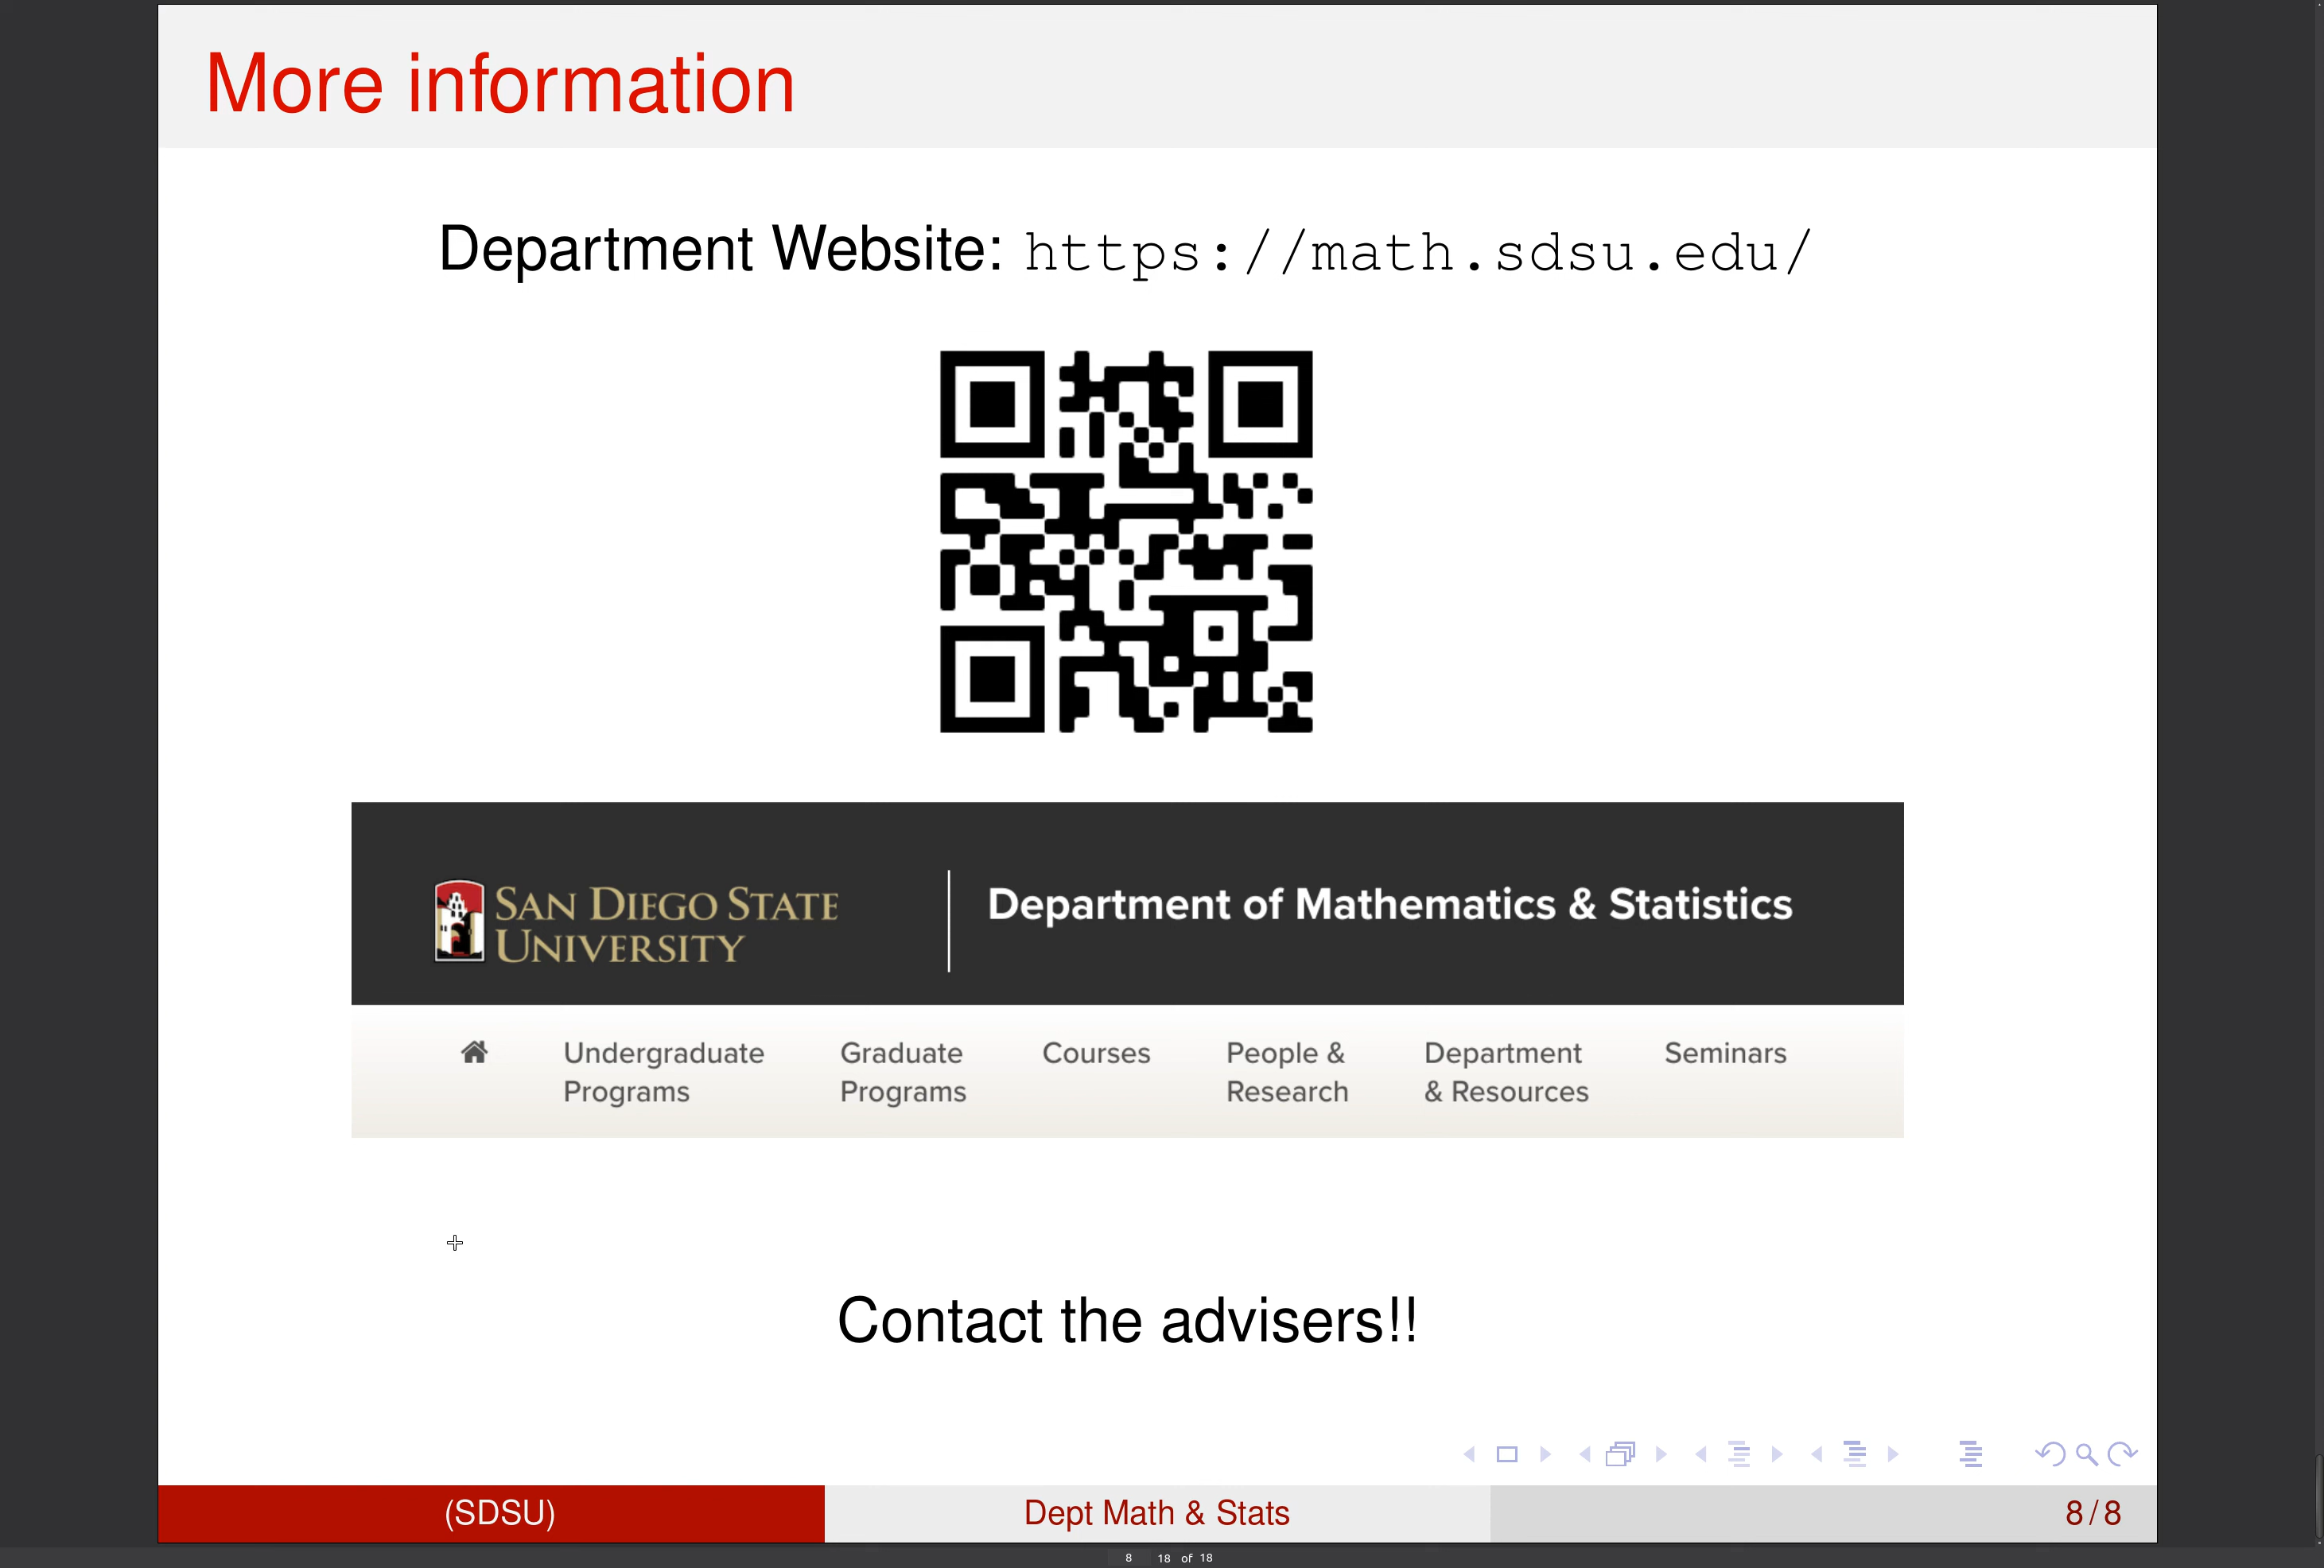 More information
Department Website: https://math.sdsu.edu/
SAN DIEGO STATE
UNIVERSITY
Department of Mathematics & Statistics
Undergraduate
Programs
Graduate
Programs
Courses
People &
Research
Department
& Resources
Seminars
Contact the advisers!!
(SDSU)
Dept Math & Stats
8/8
8
18 of 18